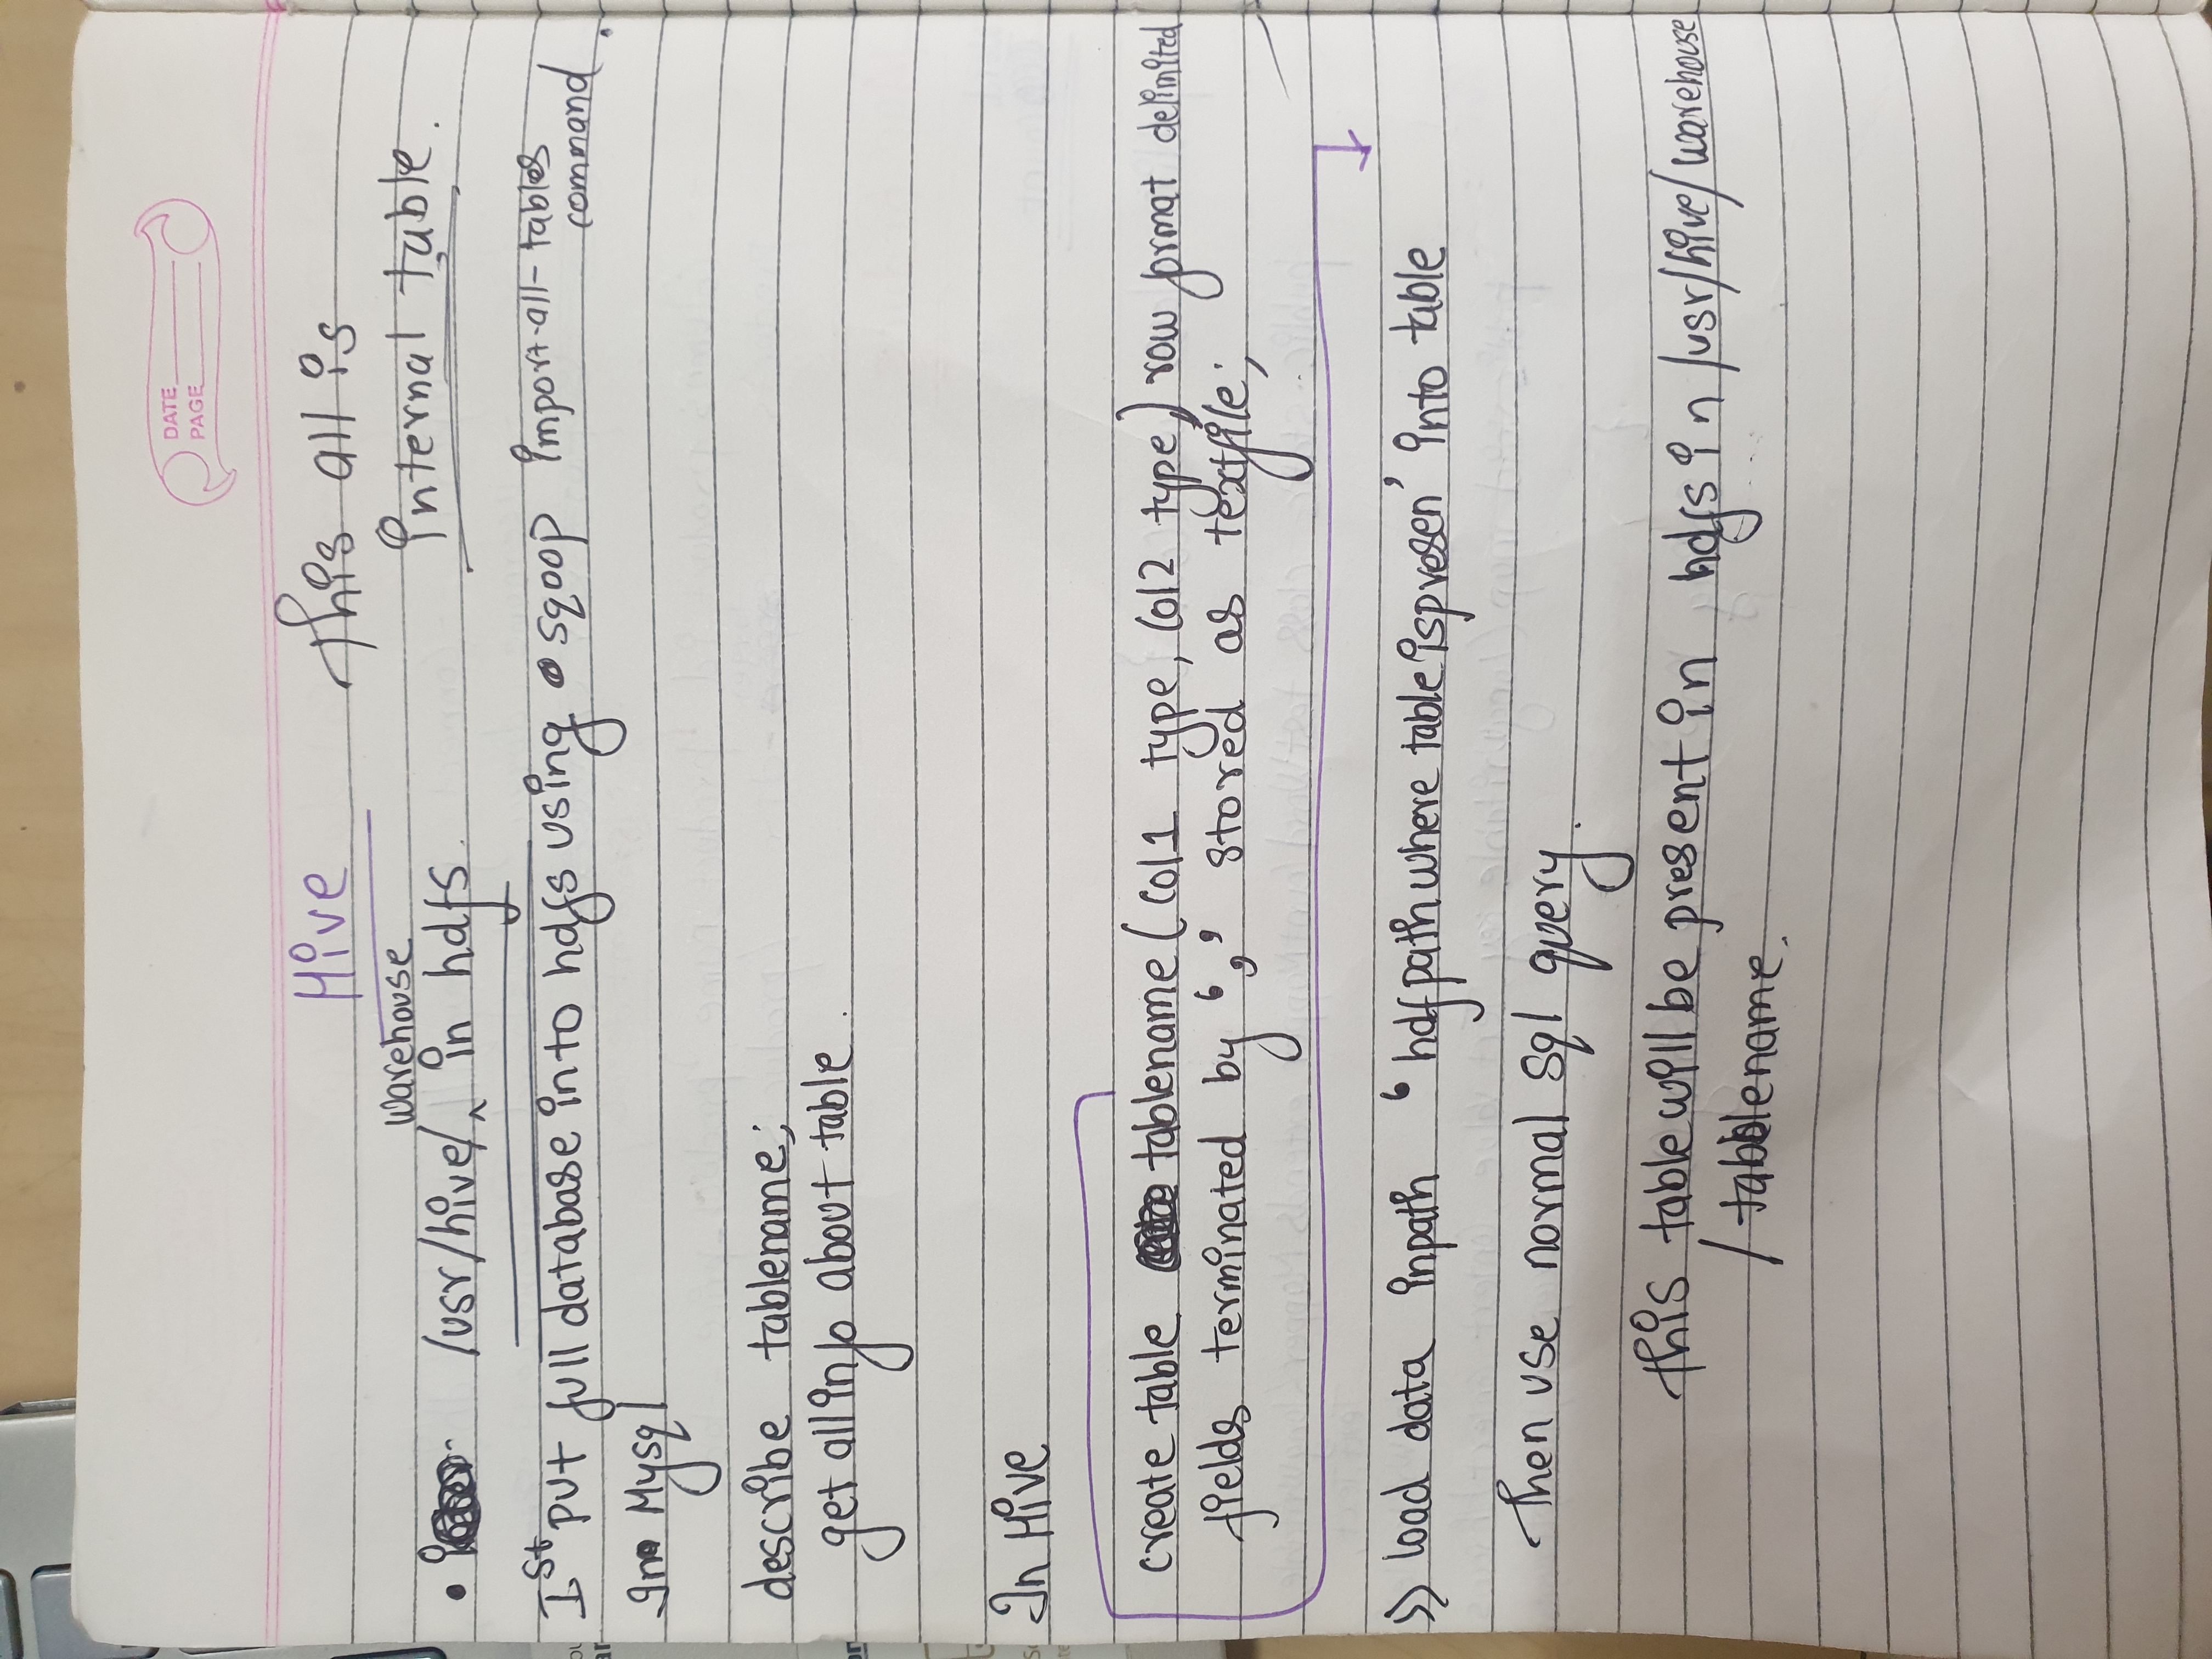 DATE
PAGE
Hive
This all is
internal table.
warehouse
• /usr/hive/^ in hdfs.
Ist put full database into hdfs using sqoop import-all-tables
command.
In Mysql
describe tablename;
get all info about table.
In Hive
create table tablename (col1 type, col2 type) row format delimited
fields terminated by ‘,’ stored as textfile;
load data inpath ‘hdfpath where table is presen’ into table
Then use normal sql query.
this table will be present in hdfs in /usr/hive/warehouse
/tabblename.